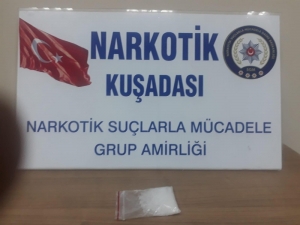 NARKOTİK
KUŞADASI
NARKOTİK SUÇLARLA MÜCADELE
GRUP AMİRLİĞİ